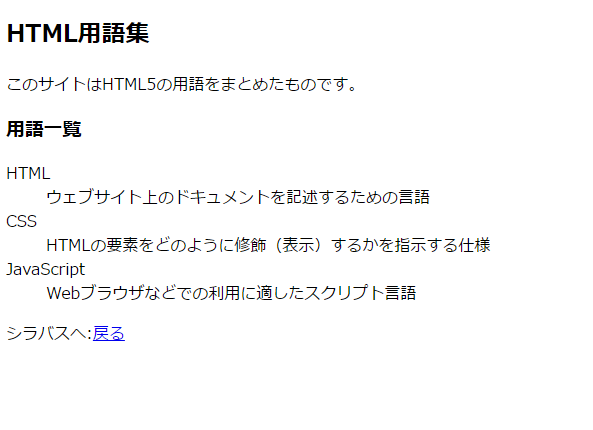 HTML用語集
このサイトはHTML5の用語をまとめたものです。
用語一覧
HTML
ウェブサイト上のドキュメントを記述するための言語
CSS
HTMLの要素をどのように修飾（表示）するかを指示する仕様
JavaScript
Webブラウザなどでの利用に適したスクリプト言語
シラバスへ:戻る